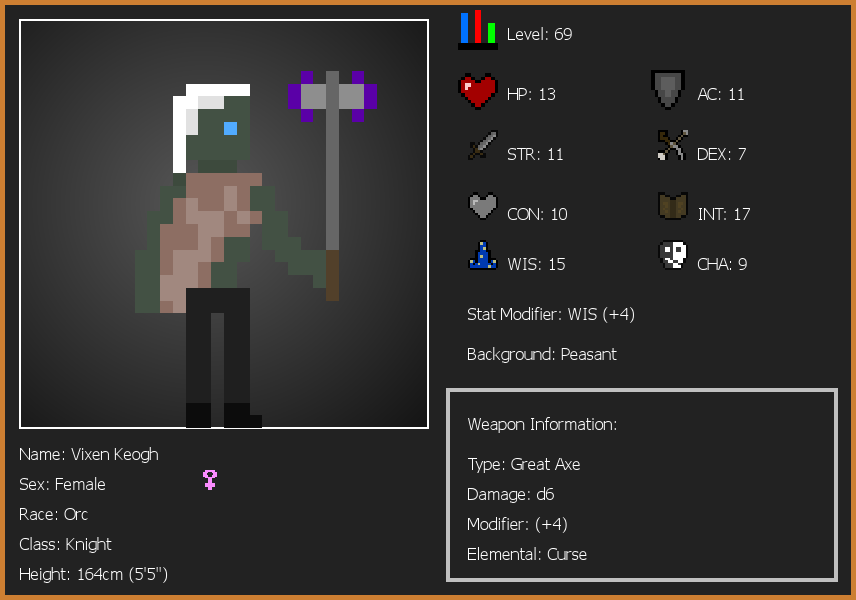 Level: 69
HP: 13
AC: 11
STR: 11
DEX: 7
CON: 10
INT: 17
WIS: 15
CHA: 9
Stat Modifier: WIS (+4)
Background: Peasant
Weapon Information:
Type: Great Axe
Damage: d6
Modifier: (+4)
Elemental: Curse
Name: Vixen Keogh
Sex: Female
Race: Orc
Class: Knight
Height: 164cm (5'5")